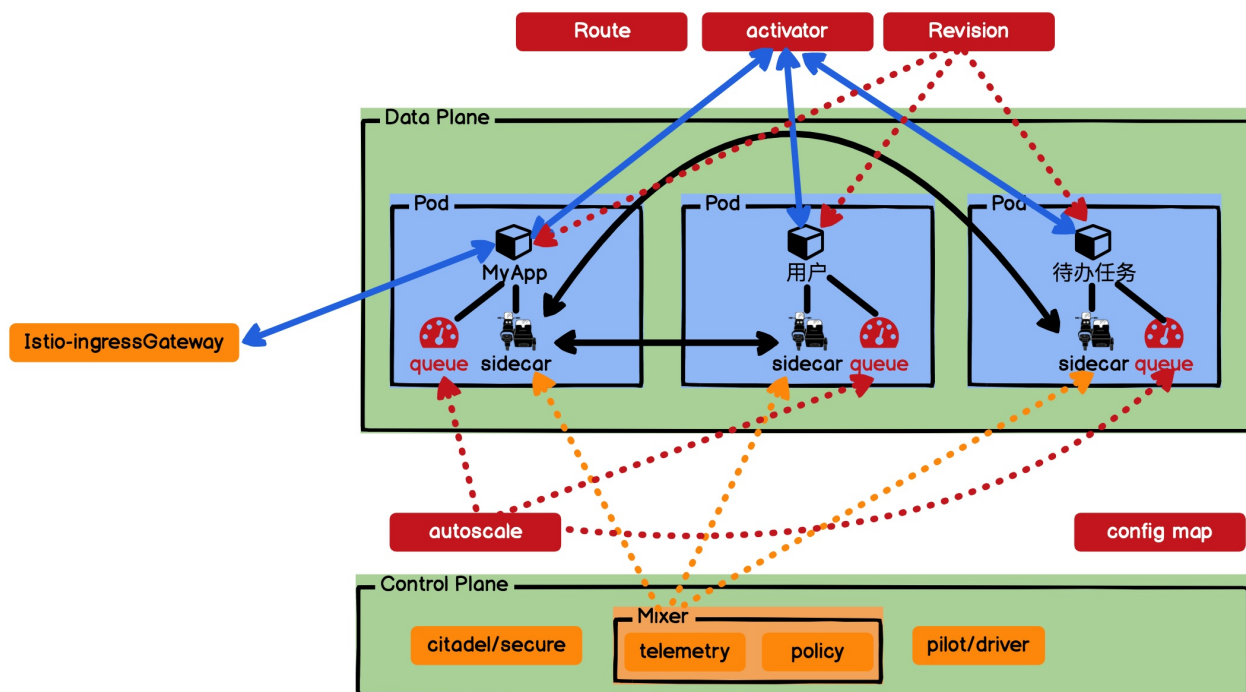 Route
activator
Revision
Data Plane
Pod
Pod
Pod
MyApp
用户
待办任务
Istio-ingressGateway
queue
sidecar
sidecar
queue
sidecar
queue
autoscale
config map
Control Plane
Mixer
citadel/secure
telemetry
policy
pilot/driver